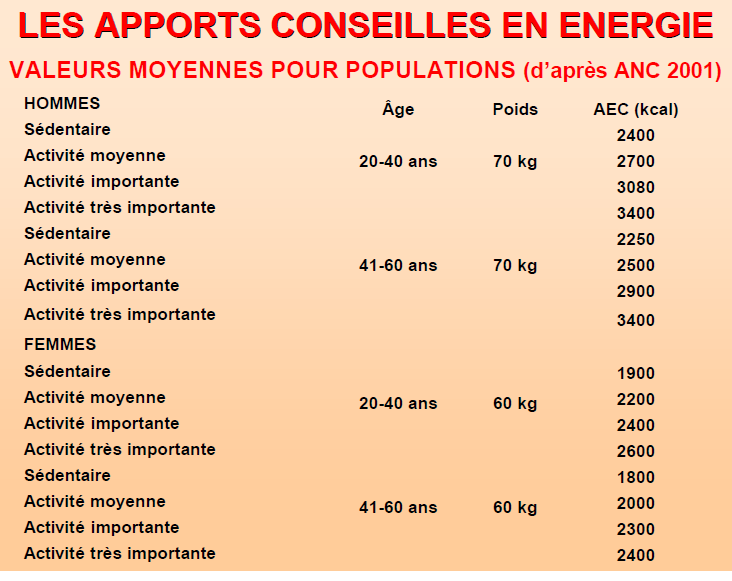 LES APPORTS CONSEILLES EN ENERGIE
VALEURS MOYENNES POUR POPULATIONS (d’après ANC 2001)
HOMMES Âge Poids AEC (kcal)
Sédentaire 2400
Activité moyenne 20-40 ans 70 kg 2700
Activité importante 3080
Activité très importante 3400
Sédentaire 2250
Activité moyenne 41-60 ans 70 kg 2500
Activité importante 2900
Activité très importante 3400
FEMMES
Sédentaire 1900
Activité moyenne 20-40 ans 60 kg 2200
Activité importante 2400
Activité très importante 2600
Sédentaire 1800
Activité moyenne 41-60 ans 60 kg 2000
Activité importante 2300
Activité très importante 2400